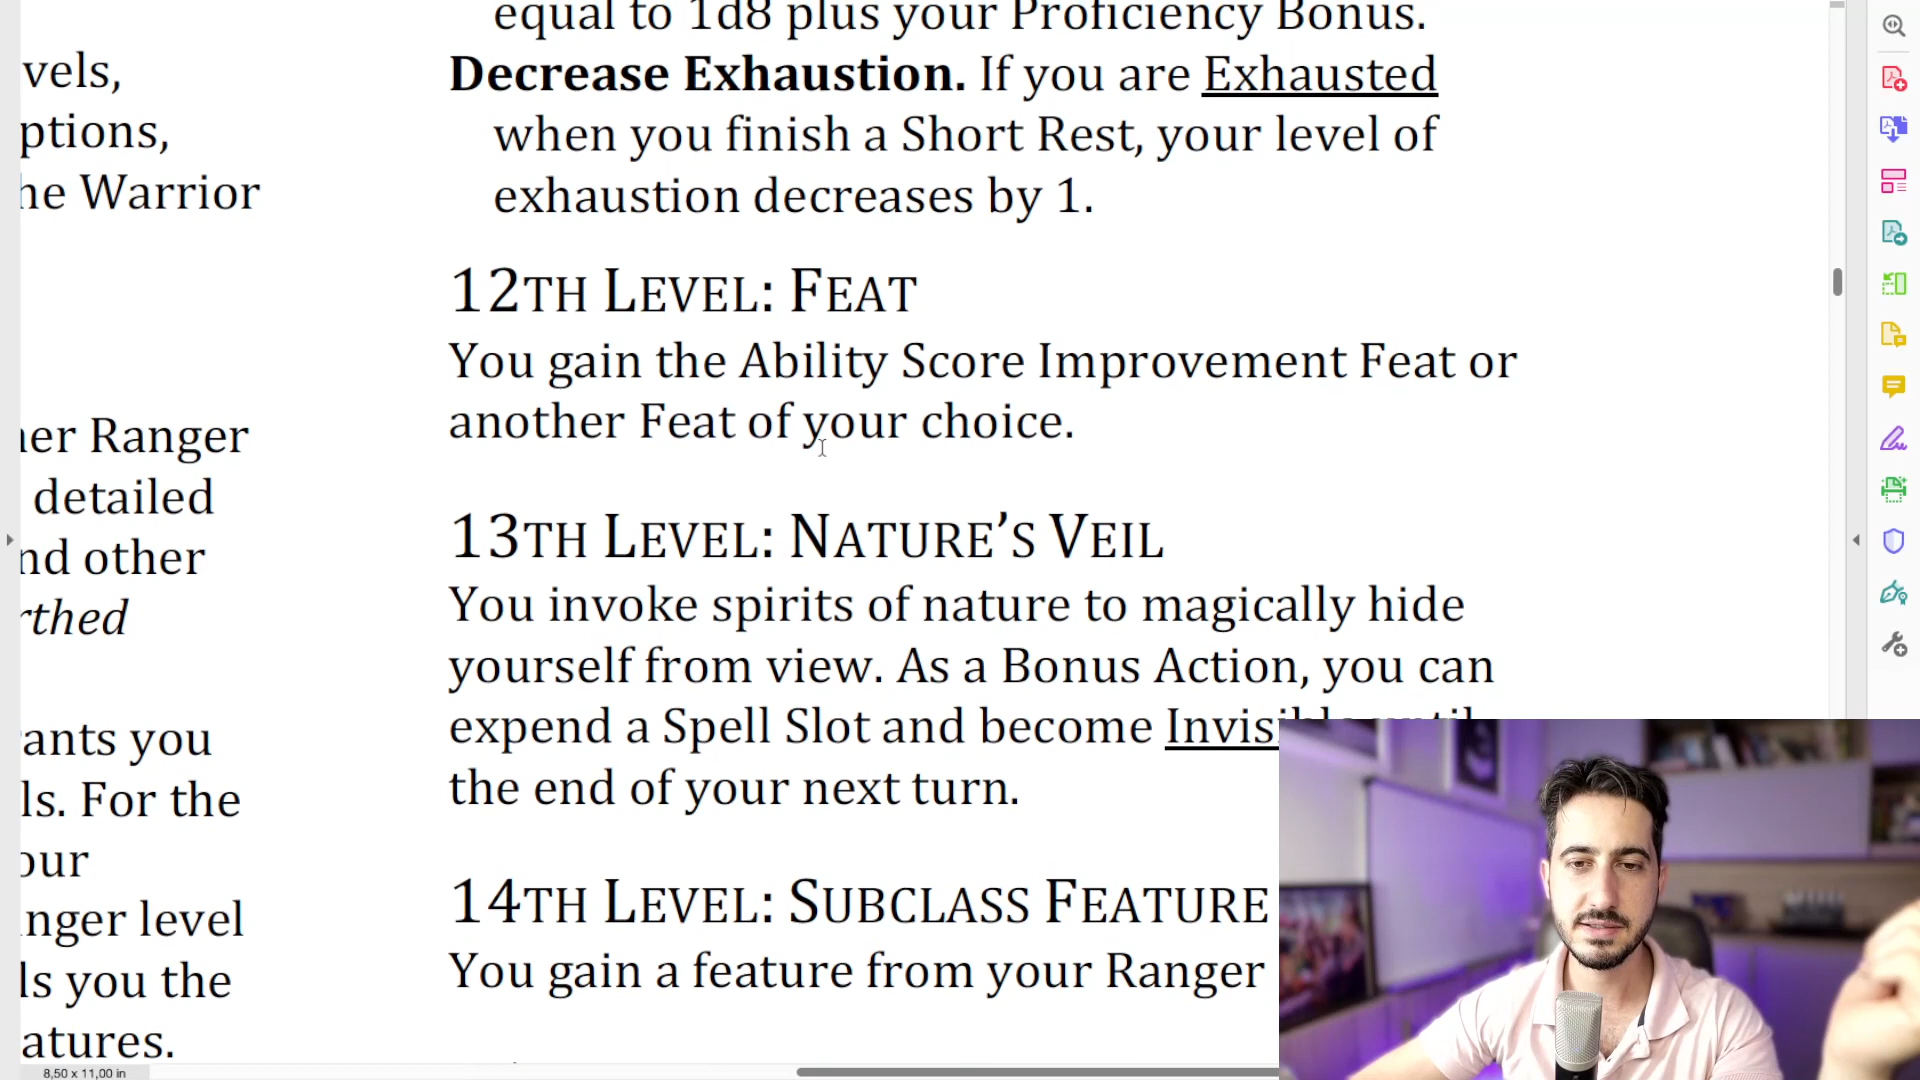 vels,
ptions,
he Warrior
her Ranger
detailed
nd other
rthed
ants you
ls. For the
our
nger level
ls you the
atures.
equal to 1d8 plus your Proficiency Bonus.
Decrease Exhaustion. If you are Exhausted
when you finish a Short Rest, your level of
exhaustion decreases by 1.
12TH LEVEL: FEAT
You gain the Ability Score Improvement Feat or
another Feat of your choice.
13TH LEVEL: NATURE’S VEIL
You invoke spirits of nature to magically hide
yourself from view. As a Bonus Action, you can
expend a Spell Slot and become Invisible until
the end of your next turn.
14TH LEVEL: SUBCLASS FEATURE
You gain a feature from your Ranger
8,50 x 11,00 in